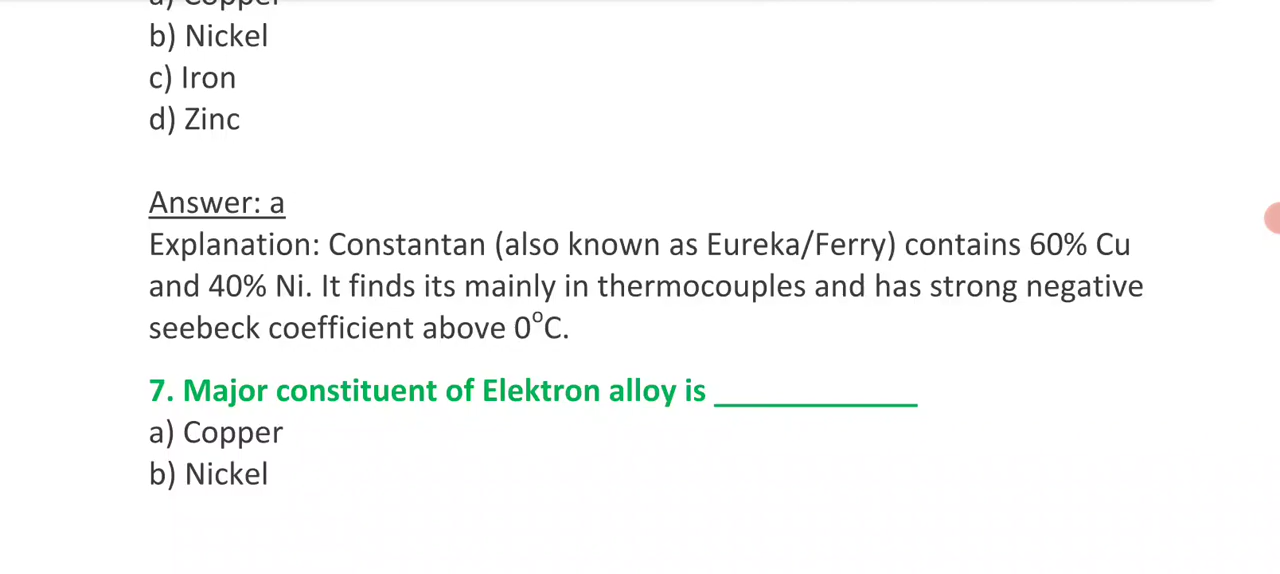 a) Copper
b) Nickel
c) Iron
d) Zinc
Answer: a
Explanation: Constantan (also known as Eureka/Ferry) contains 60% Cu
and 40% Ni. It finds its mainly in thermocouples and has strong negative
seebeck coefficient above 0°C.
7. Major constituent of Elektron alloy is ____________
a) Copper
b) Nickel